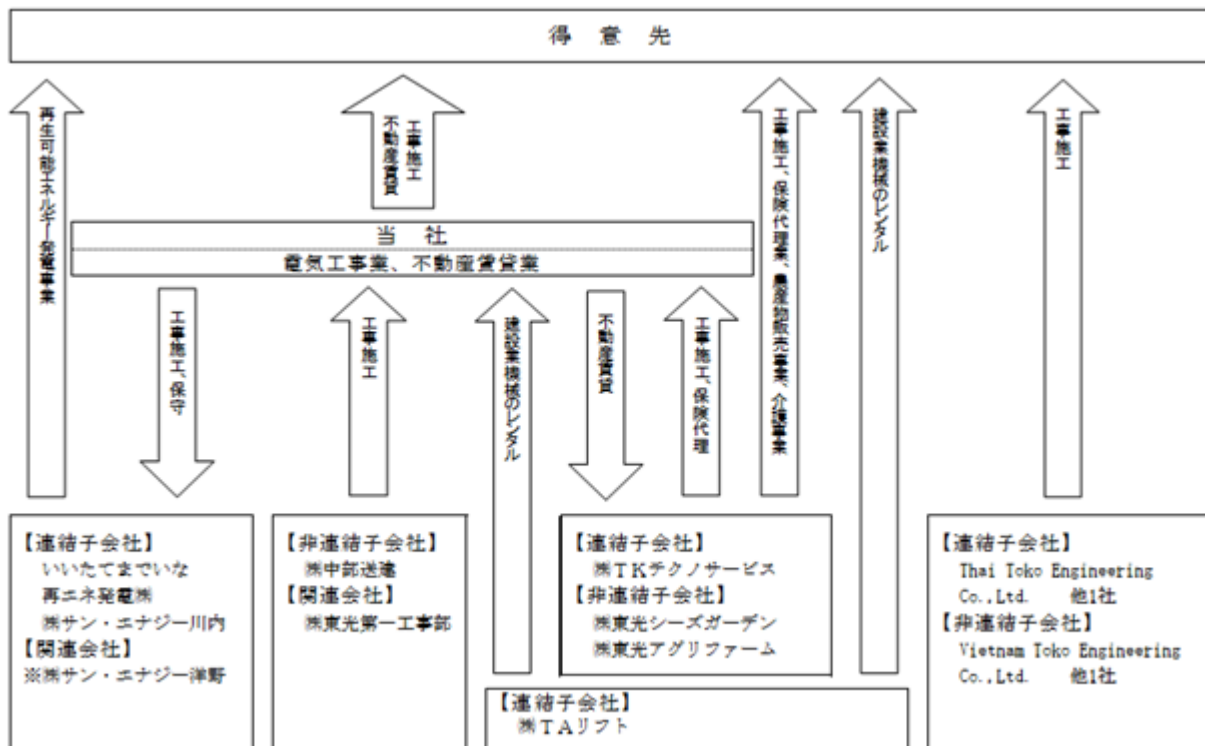 得意先
再生可能エネルギー発電事業
工事施工
不動産賃貸
工事施工、保険代理業、農産物販売事業、介護事業
建設業機械のレンタル
工事施工
当社
電気工事業、不動産賃貸業
工事施工、保守
工事施工
建設業機械のレンタル
不動産賃貸
工事施工、保険代理
【連結子会社】
いいたてまでいな
再エネ発電㈱
㈱サン・エナジー川内
【関連会社】
※㈱サン・エナジー洋野
【非連結子会社】
㈱中部送建
【関連会社】
㈱東光第一工事部
【連結子会社】
㈱TKテクノサービス
【非連結子会社】
㈱東光シーズガーデン
㈱東光アグリファーム
【連結子会社】
㈱TAリフト
【連結子会社】
Thai Toko Engineering
Co.,Ltd. 他1社
【非連結子会社】
Vietnam Toko Engineering
Co.,Ltd. 他1社